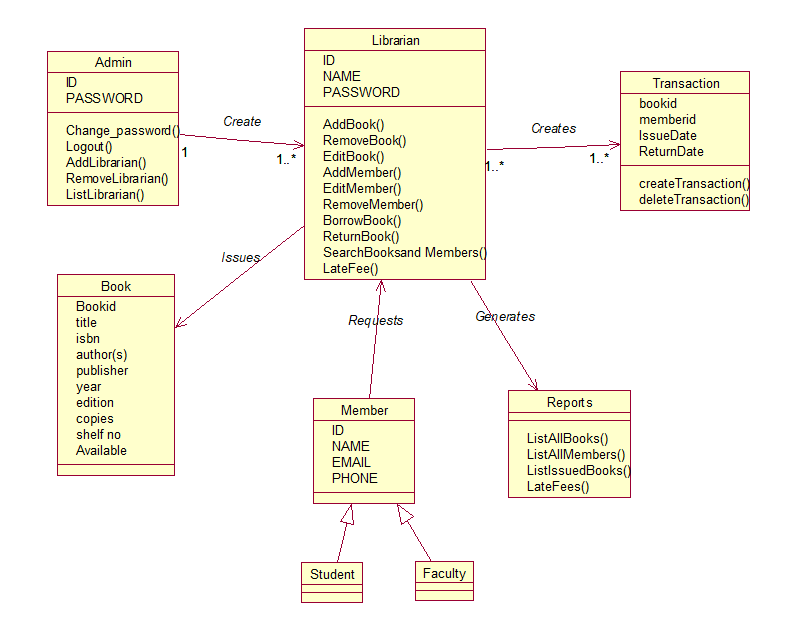 Admin
ID
PASSWORD
Change_password()
Logout()
AddLibrarian()
RemoveLibrarian()
ListLibrarian()
Create
1
1..*
Librarian
ID
NAME
PASSWORD
AddBook()
RemoveBook()
EditBook()
AddMember()
EditMember()
RemoveMember()
BorrowBook()
ReturnBook()
SearchBooksand Members()
LateFee()
Creates
1..*
1..*
Transaction
bookid
memberid
IssueDate
ReturnDate
createTransaction()
deleteTransaction()
Issues
Book
Bookid
title
isbn
author(s)
publisher
year
edition
copies
shelf no
Available
Requests
Member
ID
NAME
EMAIL
PHONE
Generates
Reports
ListAllBooks()
ListAllMembers()
ListIssuedBooks()
LateFees()
Student
Faculty